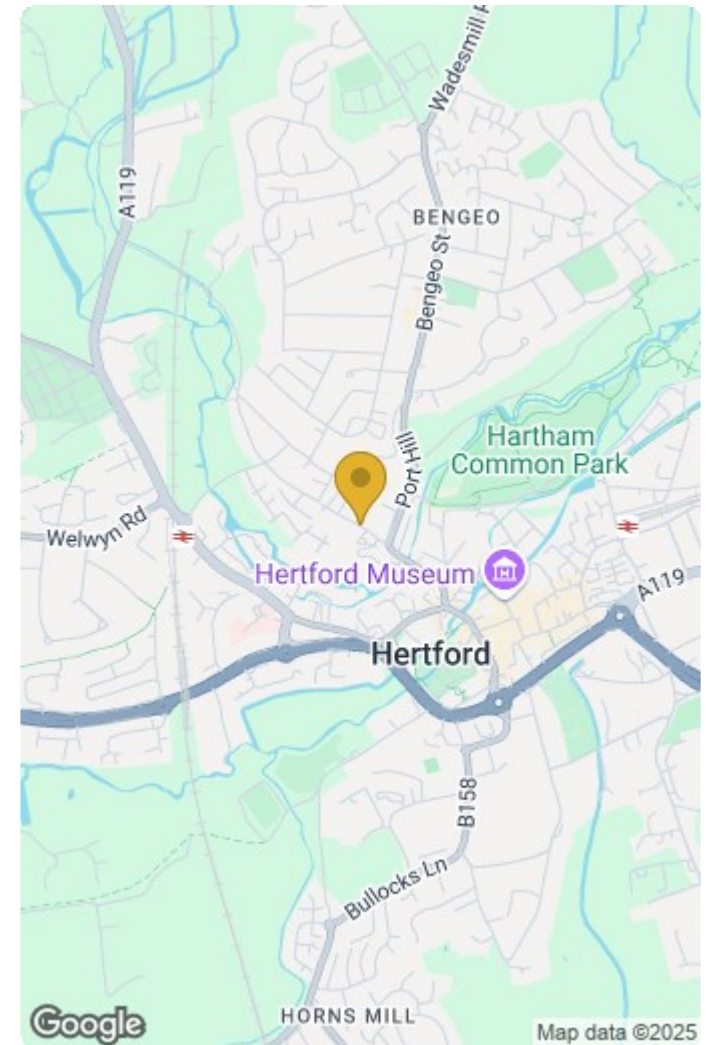 Wadesmill R
A119
BENGEO
Bengeo St
Port Hill
Hartham
Common Park
Welwyn Rd
Hertford Museum
A119
Hertford
B158
Bullocks Ln
HORNS MILL
Google
Map data ©2025